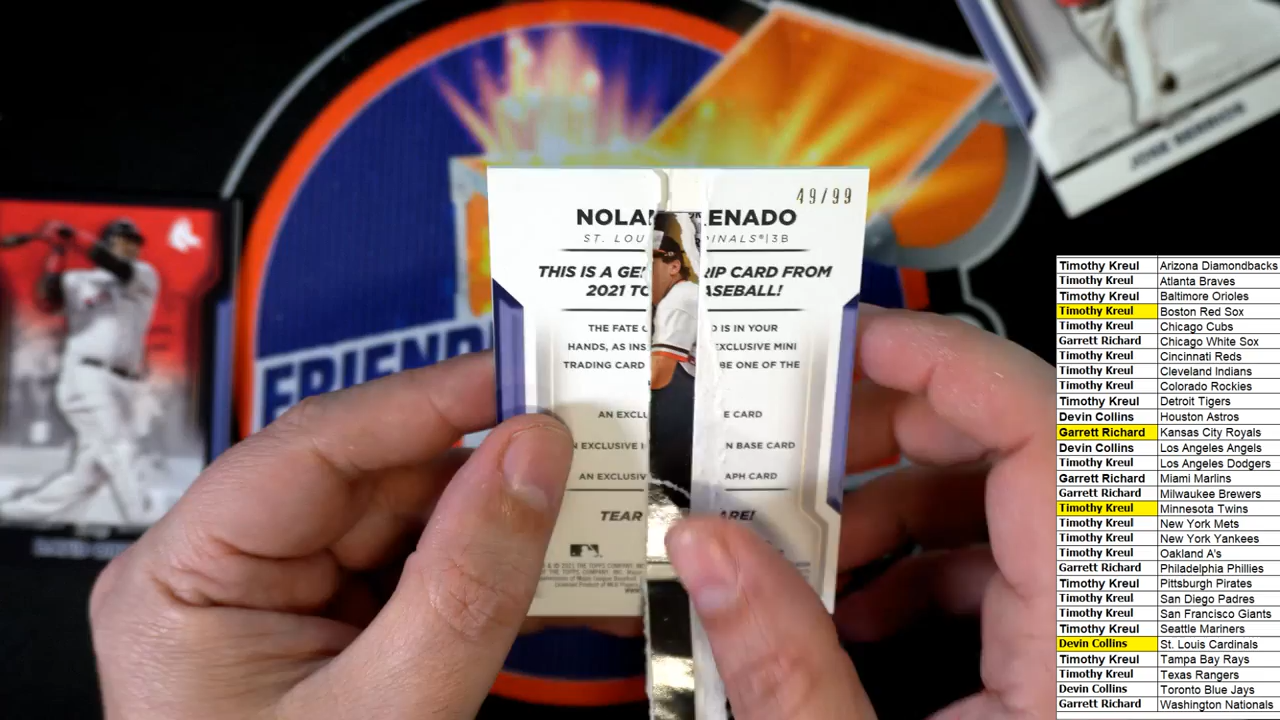 49/99
NOLA ENADO
ST. LOU INALS®|3B
THIS IS A GE RIP CARD FROM
2021 TO ASEBALL!
THE FATE O D IS IN YOUR
HANDS, AS INS EXCLUSIVE MINI
TRADING CARD BE ONE OF THE
AN EXCLU E CARD
N EXCLUSIVE N BASE CARD
AN EXCLUSIV APH CARD
TEAR ARE!
FRIEND
JOSE BERRIOS
Timothy Kreul Arizona Diamondbacks
Timothy Kreul Atlanta Braves
Timothy Kreul Baltimore Orioles
Timothy Kreul Boston Red Sox
Timothy Kreul Chicago Cubs
Garrett Richard Chicago White Sox
Timothy Kreul Cincinnati Reds
Timothy Kreul Cleveland Indians
Timothy Kreul Colorado Rockies
Timothy Kreul Detroit Tigers
Devin Collins Houston Astros
Garrett Richard Kansas City Royals
Devin Collins Los Angeles Angels
Timothy Kreul Los Angeles Dodgers
Garrett Richard Miami Marlins
Garrett Richard Milwaukee Brewers
Timothy Kreul Minnesota Twins
Timothy Kreul New York Mets
Timothy Kreul New York Yankees
Timothy Kreul Oakland A's
Garrett Richard Philadelphia Phillies
Timothy Kreul Pittsburgh Pirates
Timothy Kreul San Diego Padres
Timothy Kreul San Francisco Giants
Timothy Kreul Seattle Mariners
Devin Collins St. Louis Cardinals
Timothy Kreul Tampa Bay Rays
Timothy Kreul Texas Rangers
Devin Collins Toronto Blue Jays
Garrett Richard Washington Nationals